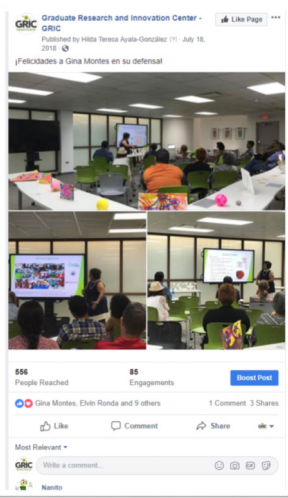 GRIC
Graduate Research and Innovation Center - GRIC
Like Page
Published by Hilda Teresa Ayala-González [?] · July 18, 2018 ·
¡Felicidades a Gina Montes en su defensa!
556
People Reached
85
Engagements
Boost Post
Gina Montes, Elvin Ronda and 9 others
1 Comment 3 Shares
Like
Comment
Share
Most Relevant
GRIC
Write a comment...
GIF
Nanito